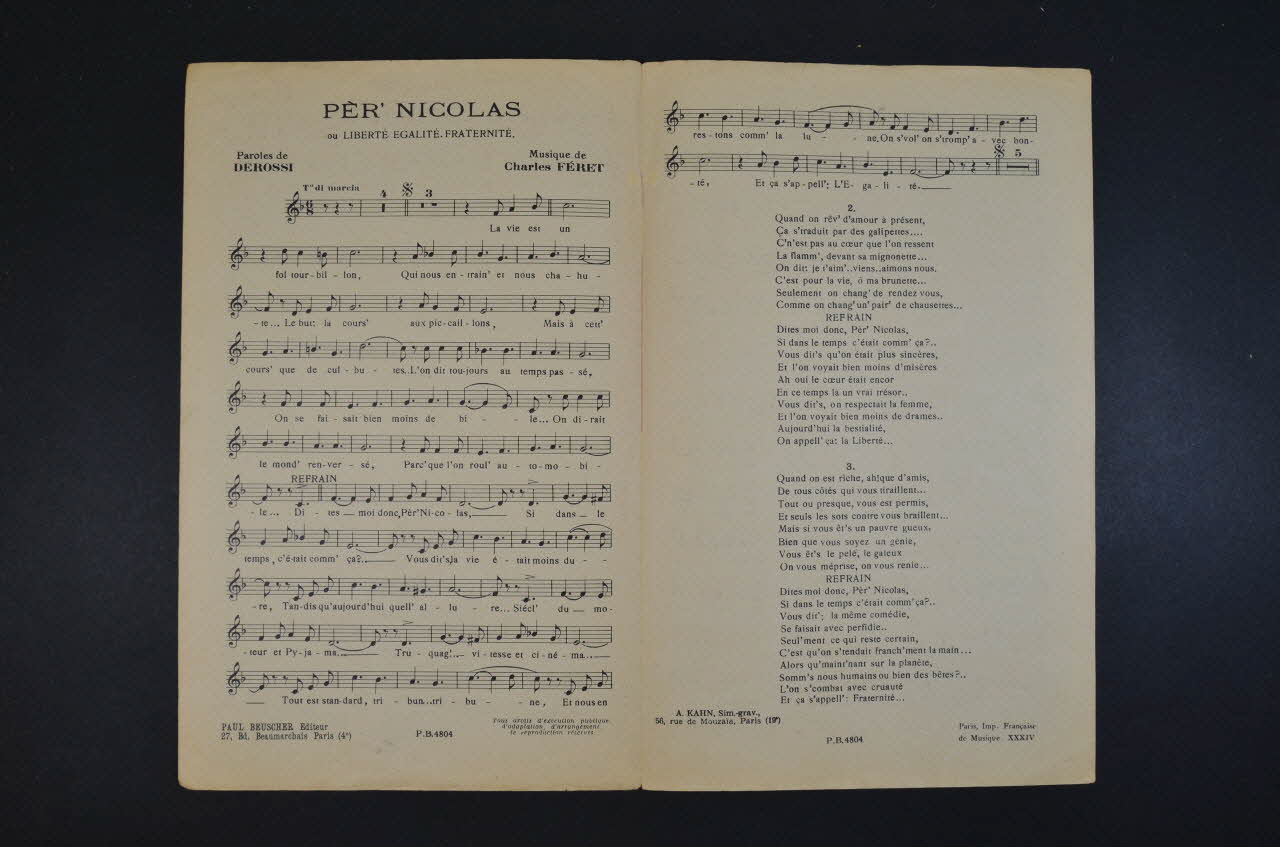 PÈR' NICOLAS
ou LIBERTÉ EGALITÉ. FRATERNITÉ.
Paroles de
DEROSSI
Musique de
Charles FÉRET
Tº di marcia
4
3
La vie est un
fol tour-bil-lon, Qui nous en-train' et nous cha-hu-
-te... Le but: la cours' aux pic-cail-lons, Mais à cett'
cours' que de cul-bu-tes..L'on dit tou-jours au temps pas-sé,
On se fai-sait bien moins de bi-le... On di-rait
le mond' ren-ver-sé, Parc'que l'on roul' au-to-mo-bi-
REFRAIN
-le... Di-tes moi donc, Pèr' Ni-co-las, Si dans le
temps, c'é-tait comm' ça?.. Vous dit's, la vie é-tait moins du-
-re, Tan-dis qu'aujourd'hui quell' al-lu-re... Siécl' du mo-
-teur et Py-ja-ma... Tru-quag'... vi-tesse et ci-né-ma...
Tout est stan-dard, tri-bun... tri-bu-ne, Et nous en
PAUL BEUSCHER Editeur
27, Bd. Beaumarchais Paris (4º)
P.B.4804
Tous droits d'exécution publique
d'adaptation, d'arrangement
de reproduction réservés
res-tons comm' la lu-ne. On s'vol' on s'tromp' a-vec bon-
5
-té, Et ça s'ap-pell': L'E-ga-li-té.
2.
Quand on rêv' d'amour à présent,
Ça s'traduit par des galipettes....
C'n'est pas au cœur que l'on ressent
La flamm', devant sa mignonette...
On dit: je t'aim'..viens..aimons nous.
C'est pour la vie, ô ma brunette...
Seulement on chang' de rendez vous,
Comme on chang' un' pair' de chausettes...
REFRAIN
Dites moi donc, Pèr' Nicolas,
Si dans le temps c'était comm' ça?..
Vous dit's qu'on était plus sincères,
Et l'on voyait bien moins d'misères
Ah oui le cœur était encor
En ce temps là un vrai trésor..
Vous dit's, on respectait la femme,
Et l'on voyait bien moins de drames..
Aujourd'hui la bestialité,
On appell' ça: la Liberté...
3.
Quand on est riche, ah! que d'amis,
De tous côtés qui vous tiraillent...
Tout ou presque, vous est permis,
Et seuls les sots contre vous braillent...
Mais si vous êt's un pauvre gueux,
Bien que vous soyez un génie,
Vous êt's le pelé, le galeux
On vous méprise, on vous renie...
REFRAIN
Dites moi donc, Pèr' Nicolas,
Si dans le temps c'était comm' ça?..
Vous dit'; la même comédie,
Se faisait avec perfidie..
Seul'ment ce qui reste certain,
C'est qu'on s'tendait franch'ment la main...
Alors qu'maint'nant sur la planète,
Somm's nous humains ou bien des bêtes?..
L'on s'combat avec cruauté
Et ça s'appell': Fraternité...
A. KAHN, Sim.-grav.,
56, rue de Mouzaïa, Paris (19º)
P.B.4804
Paris, Imp. Française
de Musique XXXIV